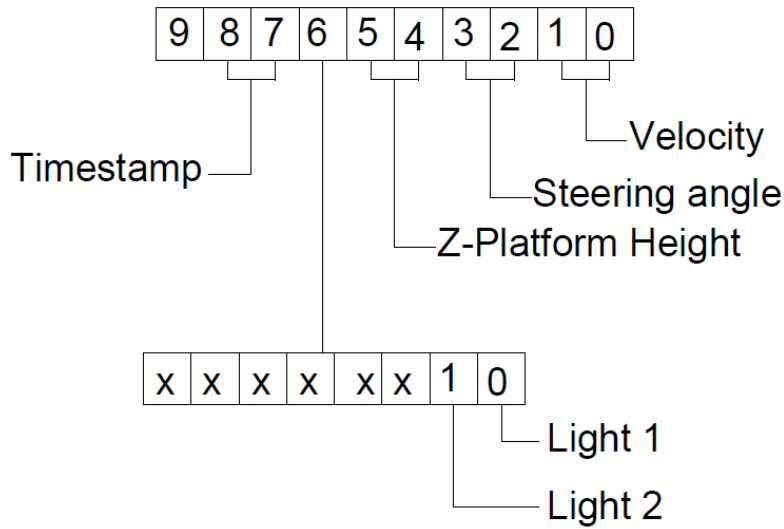 9 8 7 6 5 4 3 2 1 0
Velocity
Timestamp
Steering angle
Z-Platform Height
x x x x x x 1 0
Light 1
Light 2